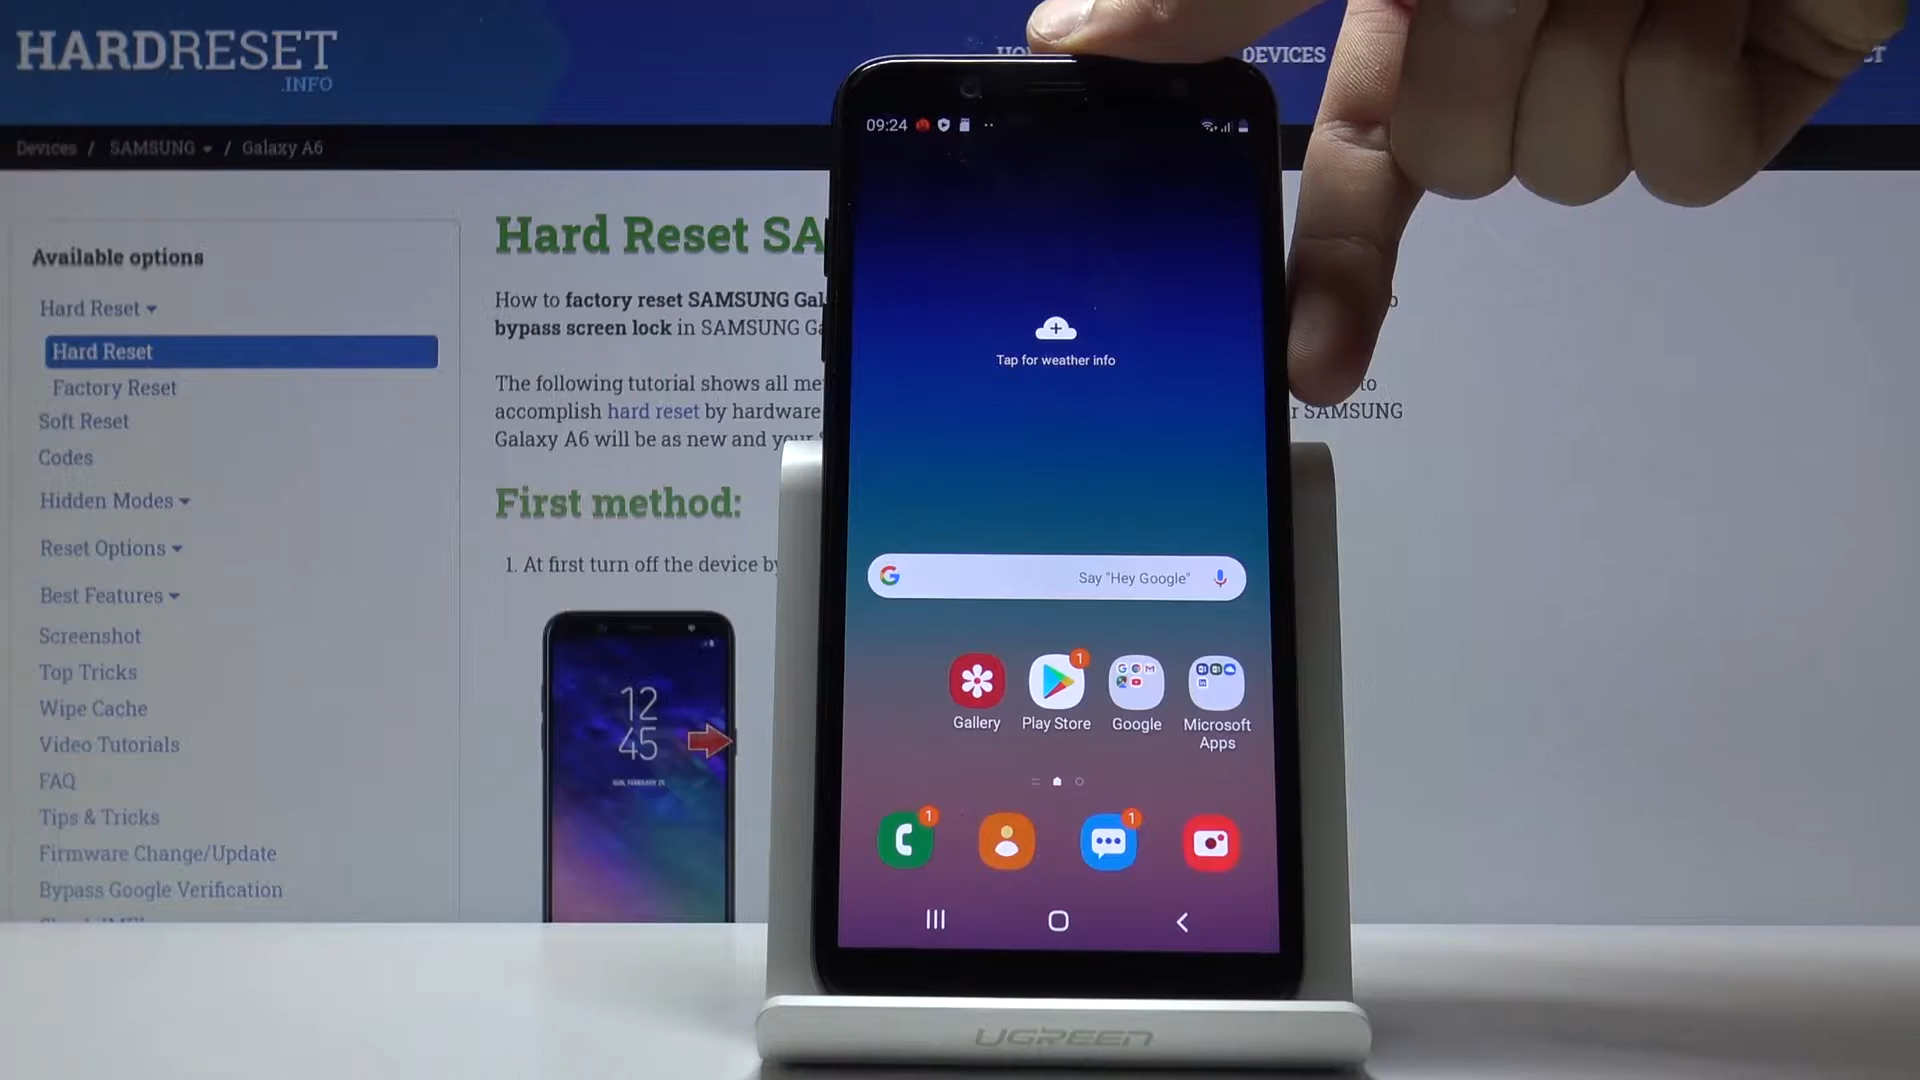 HARDRESET
.INFO
DEVICES
Devices / SAMSUNG / Galaxy A6
Available options
Hard Reset
Hard Reset
Factory Reset
Soft Reset
Codes
Hidden Modes
Reset Options
Best Features
Screenshot
Top Tricks
Wipe Cache
Video Tutorials
FAQ
Tips & Tricks
Firmware Change/Update
Bypass Google Verification
Hard Reset SA
How to factory reset SAMSUNG Gal
bypass screen lock in SAMSUNG Ga
The following tutorial shows all me to
accomplish hard reset by hardware r SAMSUNG
Galaxy A6 will be as new and your
First method:
1. At first turn off the device by
12
45
09:24
Tap for weather info
Say "Hey Google"
1
Gallery
Play Store
Google
Microsoft
Apps
1
1
UGREEN